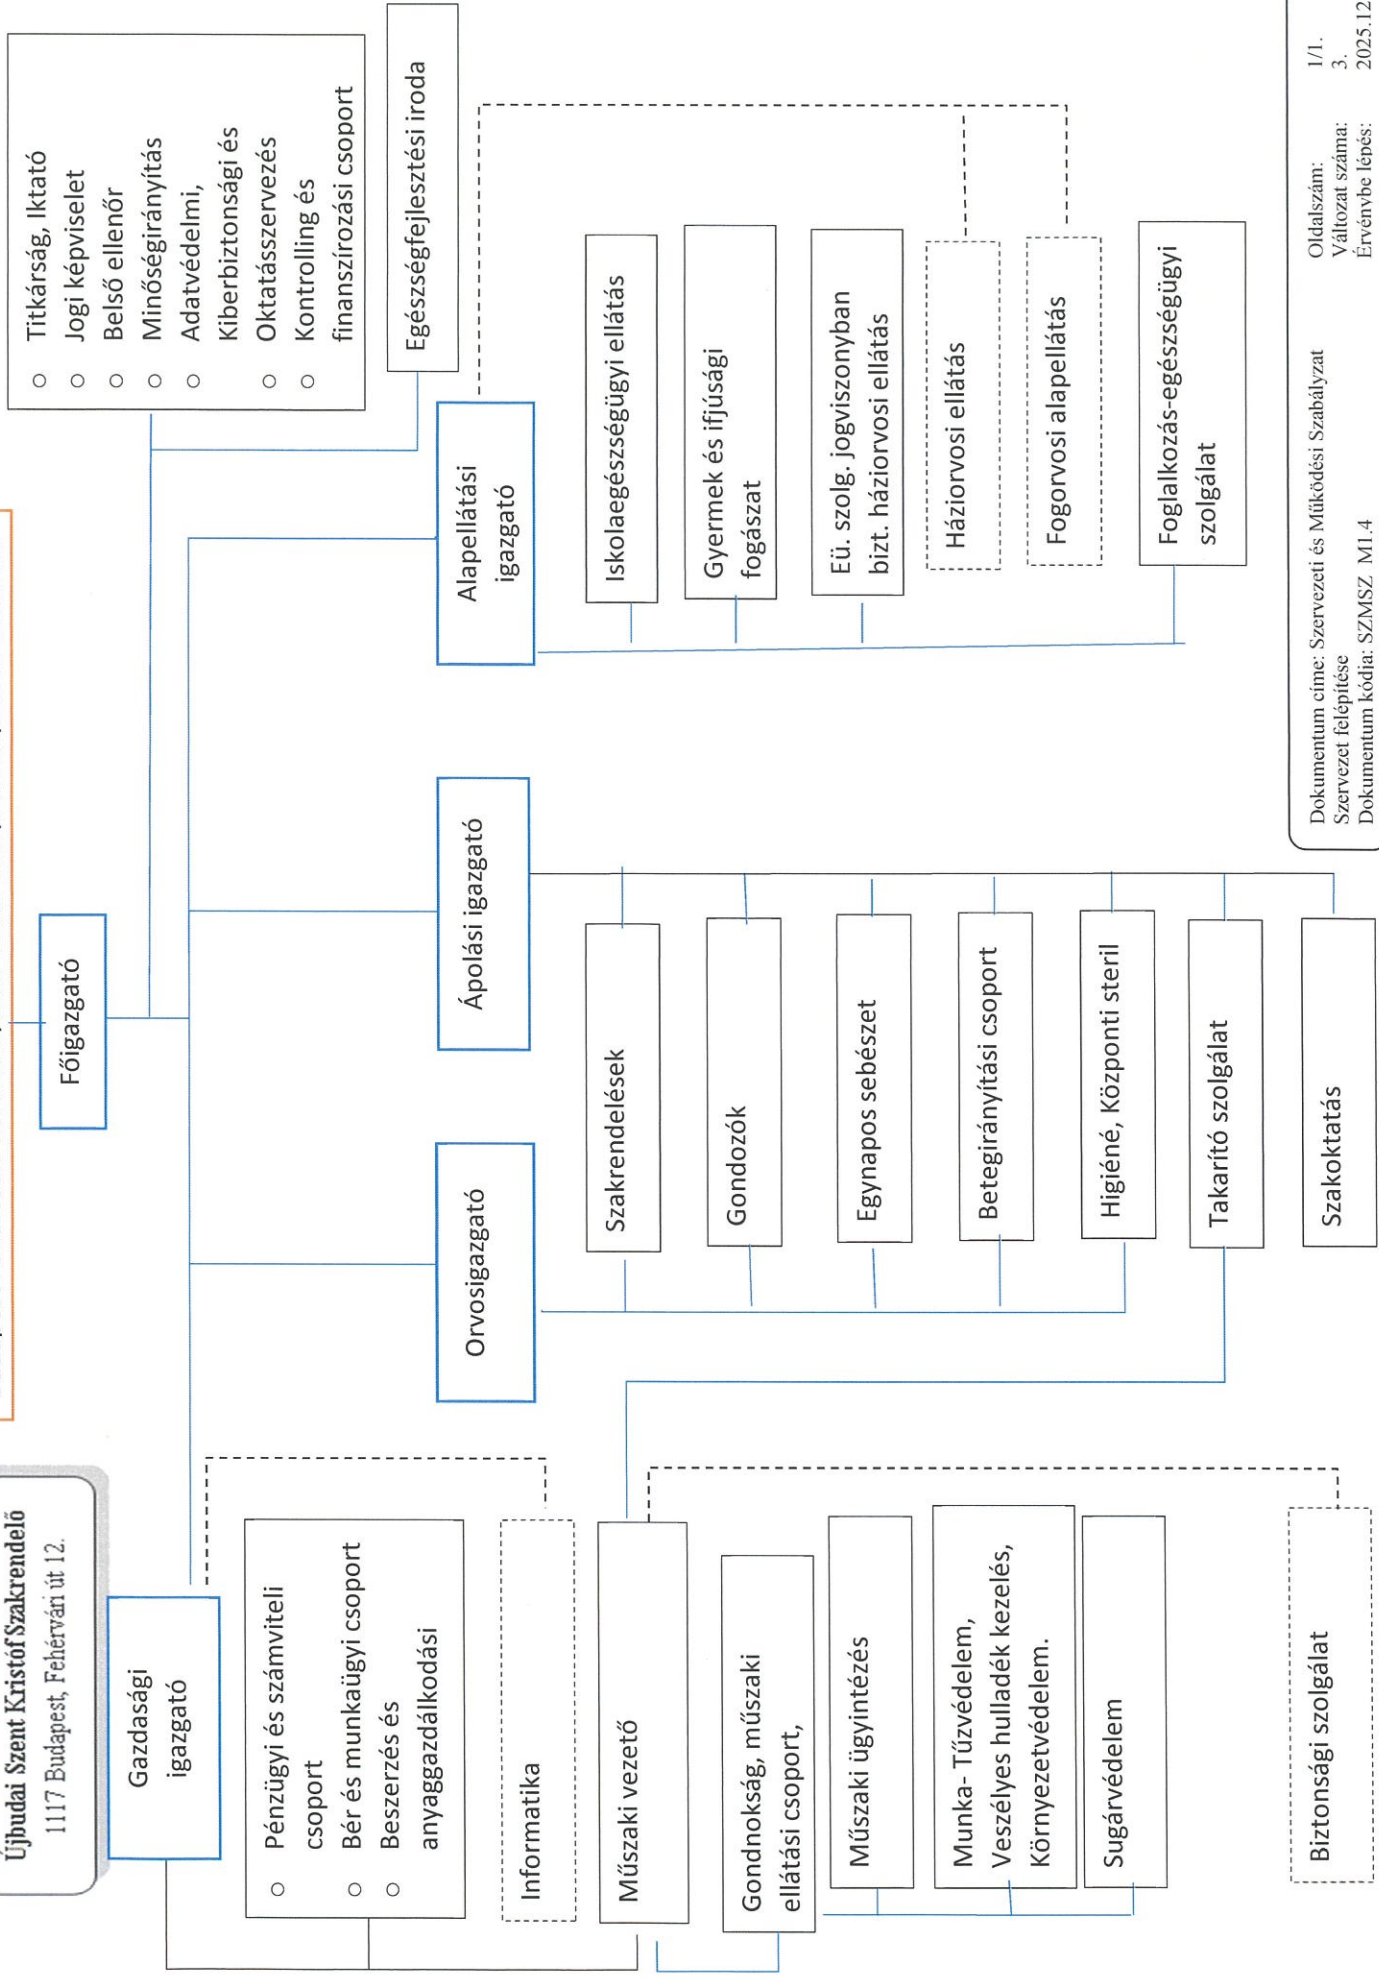 Újbudai Szent Kristóf Szakrendelő
1117 Budapest, Fehérvári út 12.
Főigazgató
○ Titkárság, Iktató
○ Jogi képviselet
○ Belső ellenőr
○ Minőségirányítás
○ Adatvédelmi,
Kiberbiztonsági és
○ Oktatásszervezés
○ Kontrolling és
finanszírozási csoport
Egészségfejlesztési iroda
Gazdasági
igazgató
Orvosigazgató
Ápolási igazgató
Alapellátási
igazgató
○ Pénzügyi és számviteli
csoport
○ Bér és munkaügyi csoport
○ Beszerzés és
anyaggazdálkodási
Informatika
Műszaki vezető
Gondnokság, műszaki
ellátási csoport,
Műszaki ügyintézés
Munka- Tűzvédelem,
Veszélyes hulladék kezelés,
Környezetvédelem.
Sugárvédelem
Biztonsági szolgálat
Szakrendelések
Gondozók
Egynapos sebészet
Betegirányítási csoport
Higiéné, Központi steril
Takarító szolgálat
Szakoktatás
Iskolaegészségügyi ellátás
Gyermek és ifjúsági
fogászat
Eü. szolg. jogviszonyban
bizt. háziorvosi ellátás
Háziorvosi ellátás
Fogorvosi alapellátás
Foglalkozás-egészségügyi
szolgálat
Dokumentum címe: Szervezeti és Működési Szabályzat
Szervezet felépítése
Dokumentum kódja: SZMSZ M1.4
Oldalszám: 1/1.
Változat száma: 3.
Érvénybe lépés: 2025.12